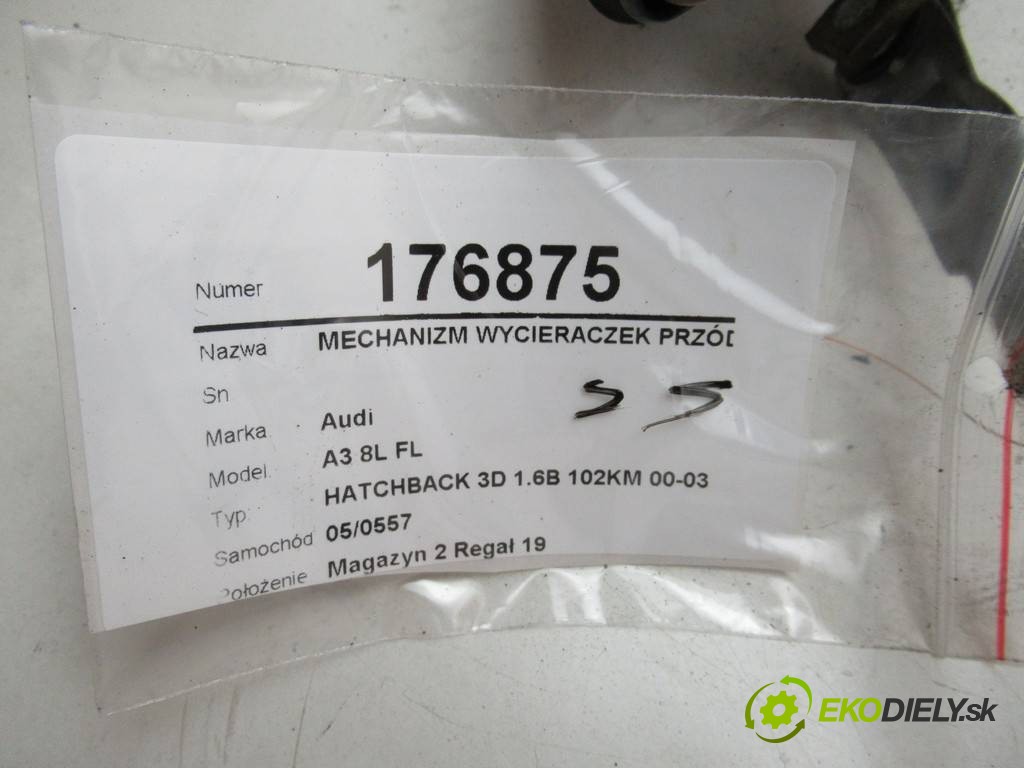 Numer 176875
Nazwa MECHANIZM WYCIERACZEK PRZÓD
Sn
Marka Audi
Model A3 8L FL
Typ HATCHBACK 3D 1.6B 102KM 00-03
Samochód 05/0557
Położenie Magazyn 2 Regał 19
EKODIELY.sk